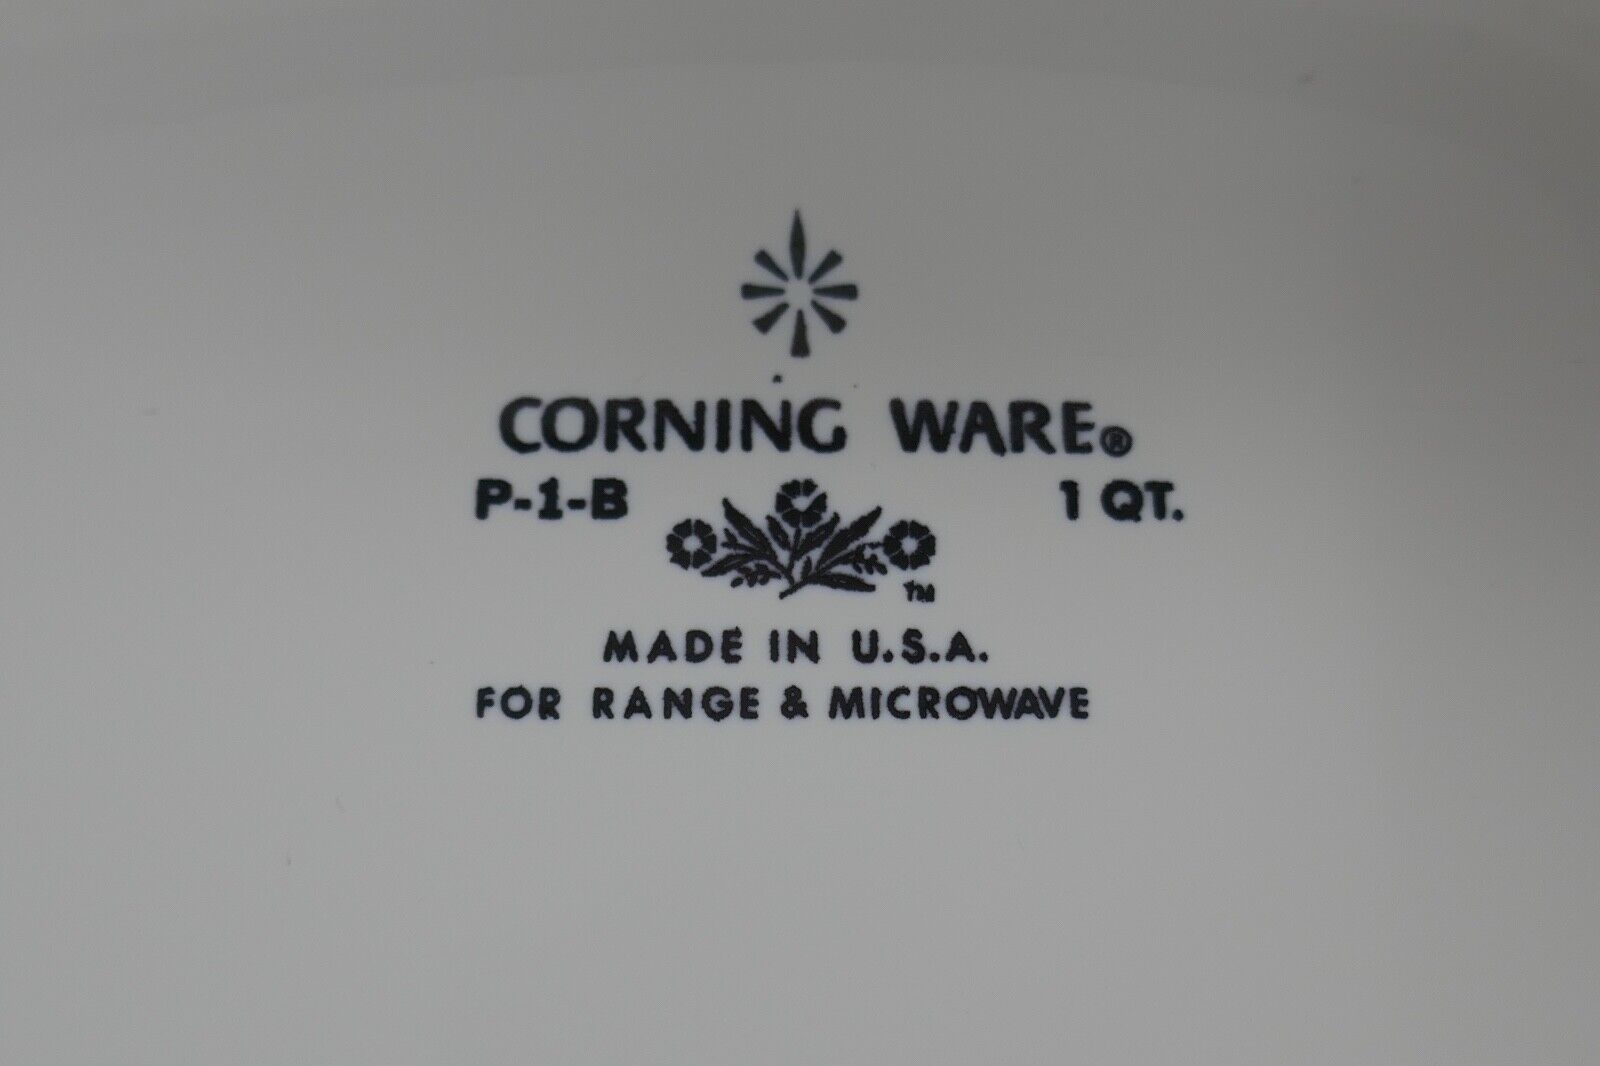 CORNING WARE®
P-1-B 1 QT.
TM
MADE IN U.S.A.
FOR RANGE & MICROWAVE